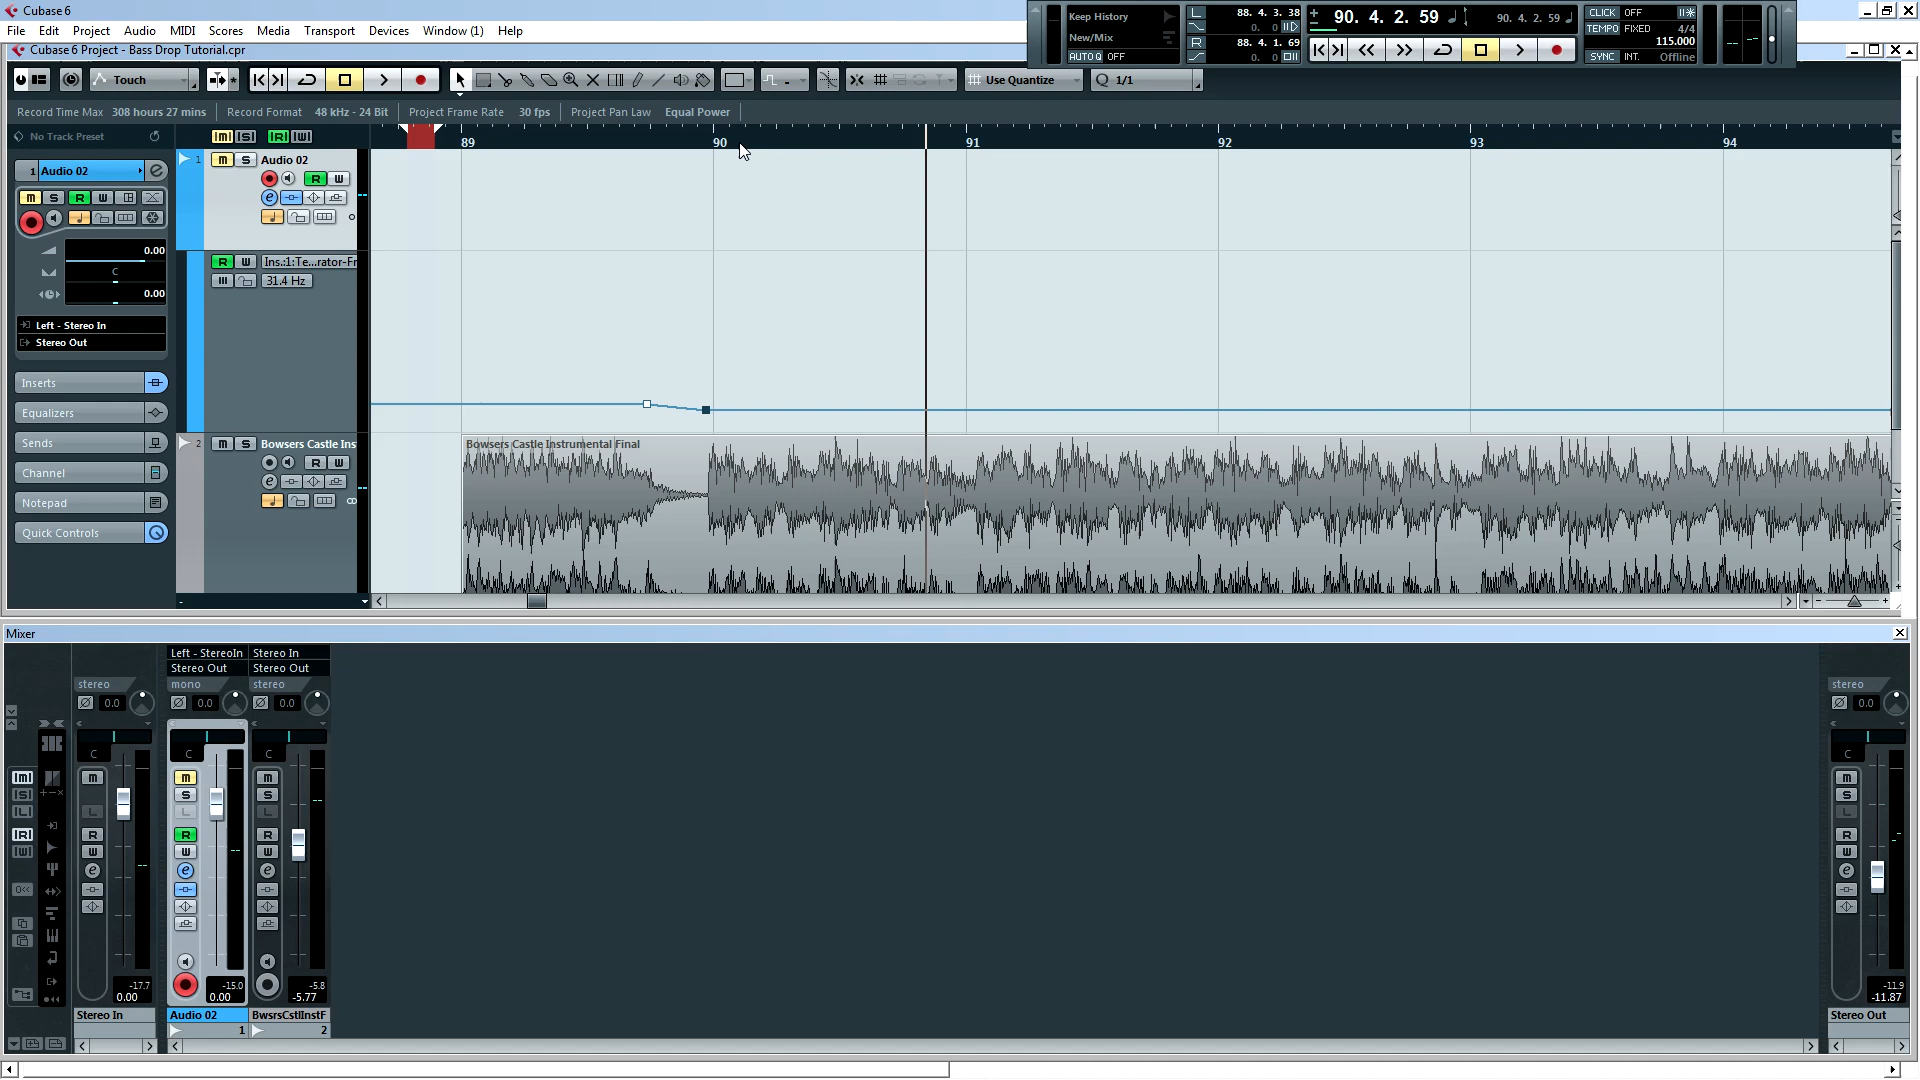 Cubase 6
File Edit Project Audio MIDI Scores Media Transport Devices Window (1) Help
Cubase 6 Project - Bass Drop Tutorial.cpr
Keep History
New/Mix
AUTO Q OFF
L 88. 4. 3. 38
0. 0
R 88. 4. 1. 69
0. 0
90. 4. 2. 59
90. 4. 2. 59
CLICK OFF
TEMPO FIXED 4/4
115.000
SYNC INT. Offline
Touch
Use Quantize
Q 1/1
Record Time Max 308 hours 27 mins Record Format 48 kHz - 24 Bit Project Frame Rate 30 fps Project Pan Law Equal Power
No Track Preset
M S R W
89 90 91 92 93 94
1 Audio 02
M S R W
0.00
C
0.00
Left - Stereo In
Stereo Out
Inserts
Equalizers
Sends
Channel
Notepad
Quick Controls
1 M S Audio 02
R W
e
R W Ins.:1:Te...rator-Fr
31.4 Hz
2 M S Bowsers Castle Ins
R W
e
Bowsers Castle Instrumental Final
Mixer
Left - StereoIn Stereo In
Stereo Out Stereo Out
stereo mono stereo stereo
0.0 0.0 0.0 0.0
C C C C
M M M M
S S S
L L L L
R R R R
W W W W
e e e e
-17.7 -15.0 -5.8 -11.9
0.00 0.00 -5.77 -11.87
Stereo In Audio 02 BwsrsCstlInstF Stereo Out
1 2